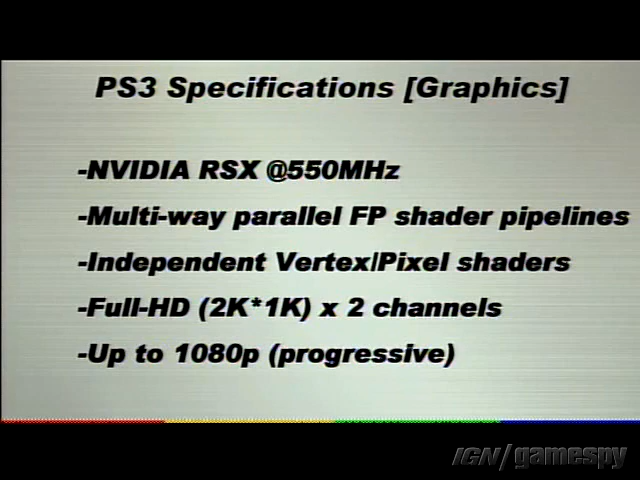 PS3 Specifications [Graphics]
-NVIDIA RSX @550MHz
-Multi-way parallel FP shader pipelines
-Independent Vertex/Pixel shaders
-Full-HD (2K*1K) x 2 channels
-Up to 1080p (progressive)
IGN/gamespy